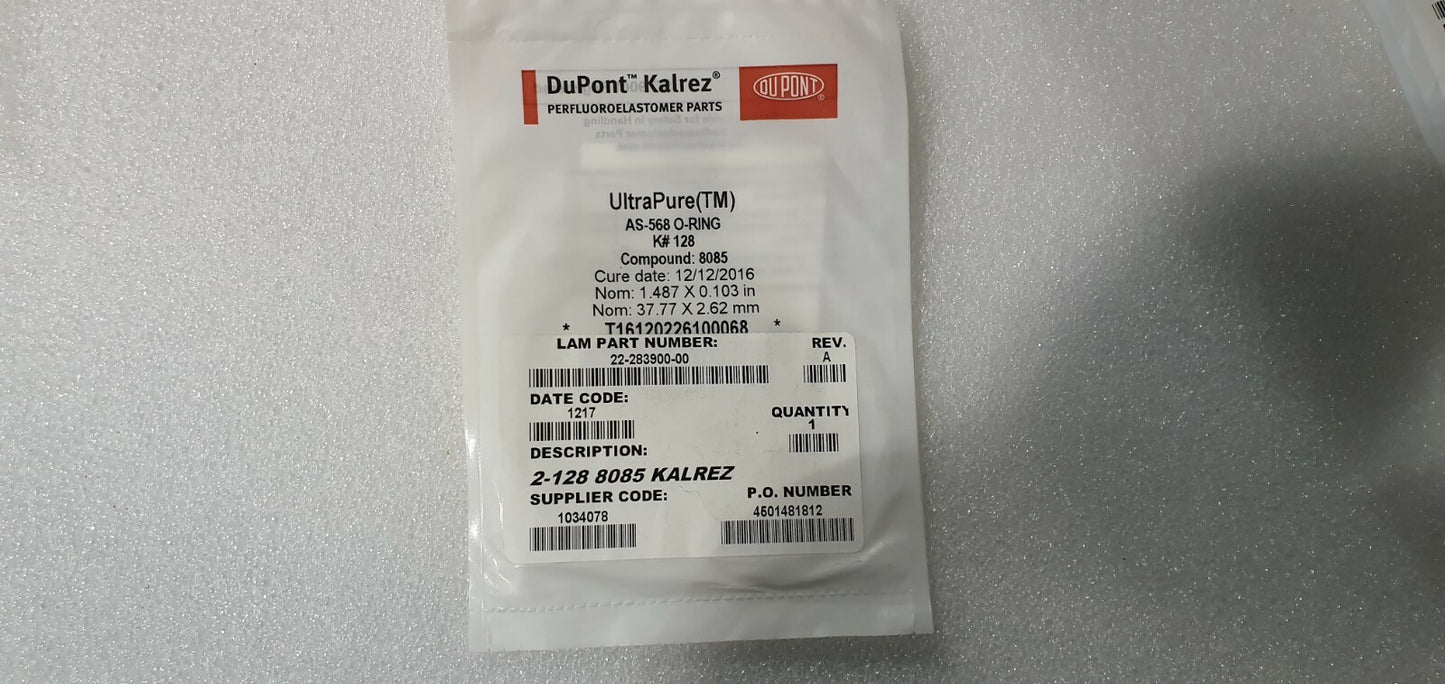 DuPont™ Kalrez®
PERFLUOROELASTOMER PARTS
DU PONT®
UltraPure(TM)
AS-568 O-RING
K# 128
Compound: 8085
Cure date: 12/12/2016
Nom: 1.487 X 0.103 in
Nom: 37.77 X 2.62 mm
* T16120226100068 *
LAM PART NUMBER: REV.
22-283900-00 A
DATE CODE:
1217 QUANTITY
1
DESCRIPTION:
2-128 8085 KALREZ
SUPPLIER CODE: P.O. NUMBER
1034078 4501481812